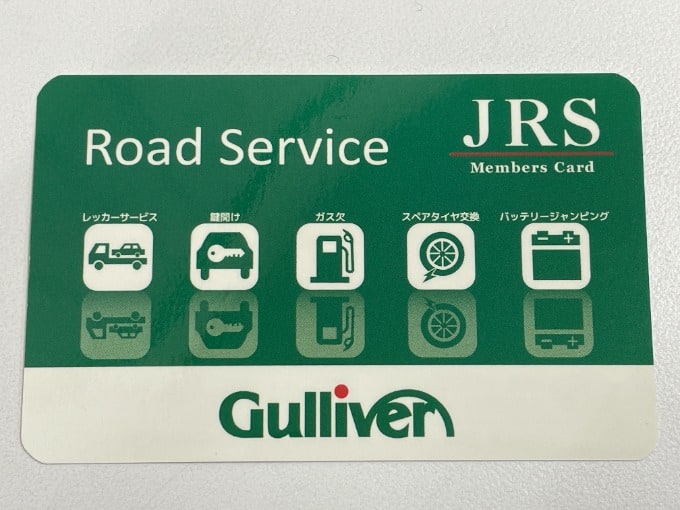 JRS
Road Service
Members Card
レッカーサービス 鍵開け ガス欠 スペアタイヤ交換 バッテリージャンピング
Gulliver